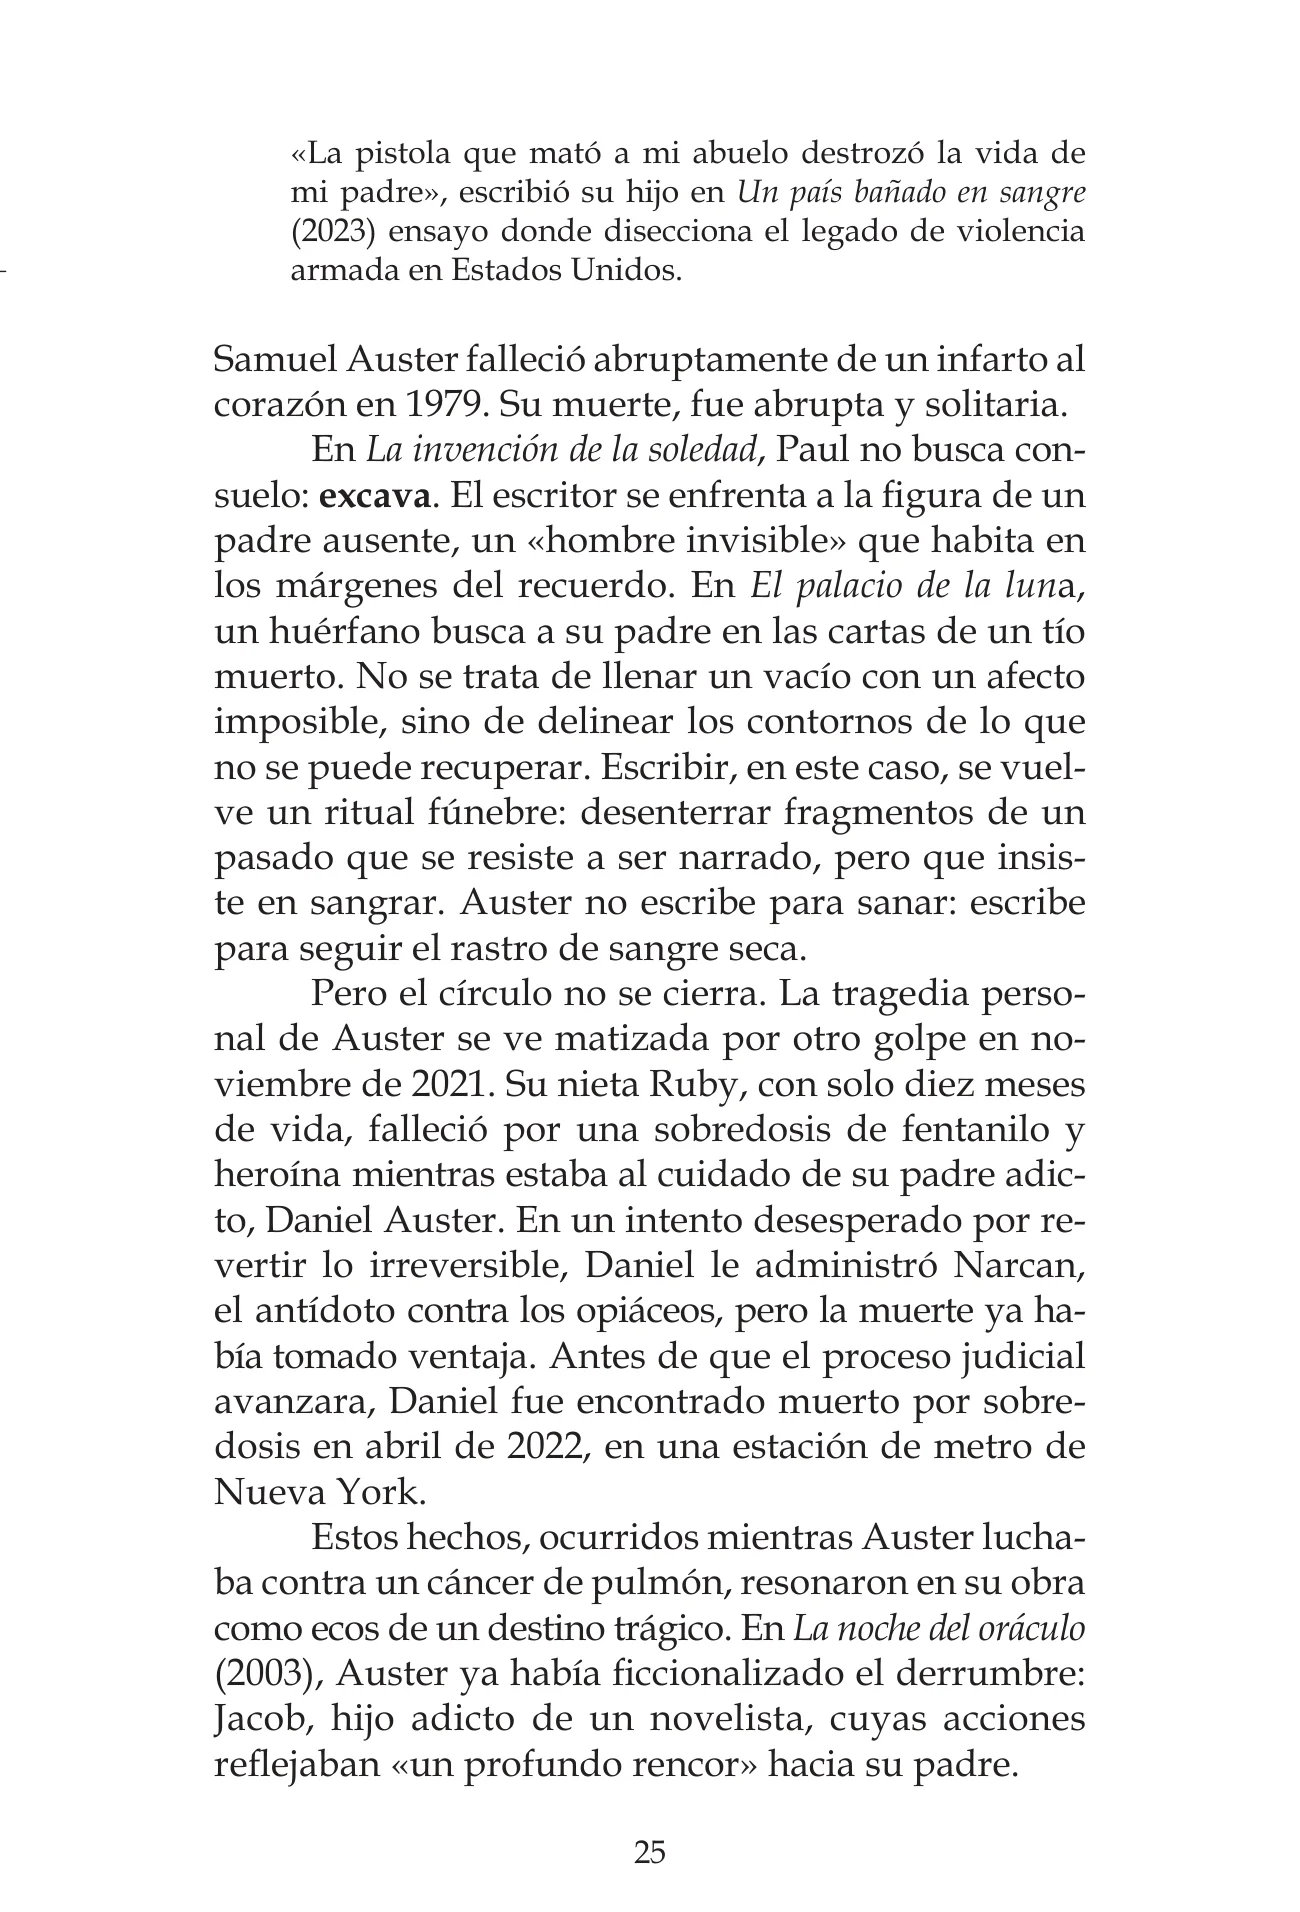 «La pistola que mató a mi abuelo destrozó la vida de
mi padre», escribió su hijo en Un país bañado en sangre
(2023) ensayo donde disecciona el legado de violencia
armada en Estados Unidos.
Samuel Auster falleció abruptamente de un infarto al
corazón en 1979. Su muerte, fue abrupta y solitaria.
En La invención de la soledad, Paul no busca con-
suelo: excava. El escritor se enfrenta a la figura de un
padre ausente, un «hombre invisible» que habita en
los márgenes del recuerdo. En El palacio de la luna,
un huérfano busca a su padre en las cartas de un tío
muerto. No se trata de llenar un vacío con un afecto
imposible, sino de delinear los contornos de lo que
no se puede recuperar. Escribir, en este caso, se vuel-
ve un ritual fúnebre: desenterrar fragmentos de un
pasado que se resiste a ser narrado, pero que insis-
te en sangrar. Auster no escribe para sanar: escribe
para seguir el rastro de sangre seca.
Pero el círculo no se cierra. La tragedia perso-
nal de Auster se ve matizada por otro golpe en no-
viembre de 2021. Su nieta Ruby, con solo diez meses
de vida, falleció por una sobredosis de fentanilo y
heroína mientras estaba al cuidado de su padre adic-
to, Daniel Auster. En un intento desesperado por re-
vertir lo irreversible, Daniel le administró Narcan,
el antídoto contra los opiáceos, pero la muerte ya ha-
bía tomado ventaja. Antes de que el proceso judicial
avanzara, Daniel fue encontrado muerto por sobre-
dosis en abril de 2022, en una estación de metro de
Nueva York.
Estos hechos, ocurridos mientras Auster lucha-
ba contra un cáncer de pulmón, resonaron en su obra
como ecos de un destino trágico. En La noche del oráculo
(2003), Auster ya había ficcionalizado el derrumbre:
Jacob, hijo adicto de un novelista, cuyas acciones
reflejaban «un profundo rencor» hacia su padre.
25